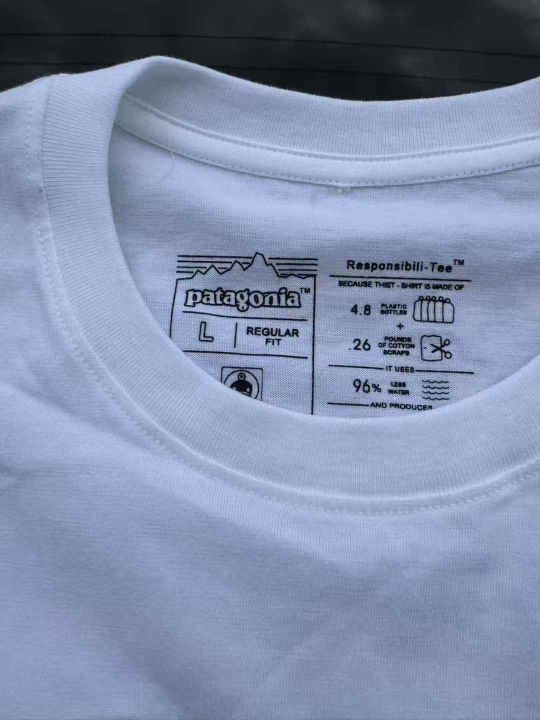 patagonia™
L
REGULAR
FIT
Responsibili-Tee™
BECAUSE THIS T-SHIRT IS MADE OF
4.8 PLASTIC
BOTTLES
+
.26 POUNDS
OF COTTON
SCRAPS
IT USES
96% LESS
WATER
AND PRODUCES